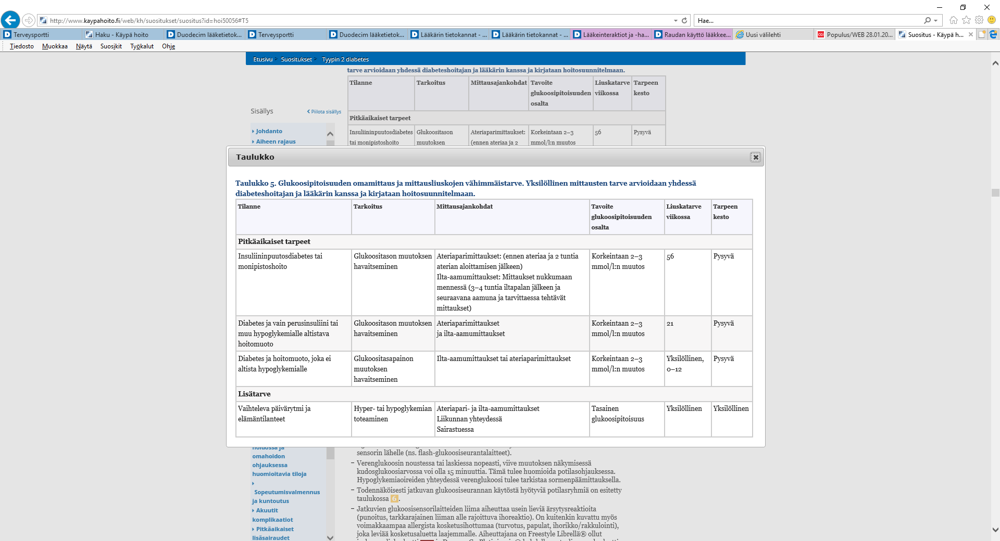 http://www.kaypahoito.fi/web/kh/suositukset/suositus?id=hoi50056#T5
Hae...
Terveysportti
Haku - Käypä hoito
Duodecim lääketietok...
Terveysportti
Duodecim lääketietok...
Lääkärin tietokannat - ...
Lääkärin tietokannat - ...
Lääkeinteraktiot ja -ha...
Raudan käyttö lääkkee...
Uusi välilehti
CGI
Populus/WEB 28.01.20...
Suositus - Käypä h...
Tiedosto Muokkaa Näytä Suosikit Työkalut Ohje
Etusivu Suositukset Tyypin 2 diabetes
tarve arvioidaan yhdessä diabeteshoitajan ja lääkärin kanssa ja kirjataan hoitosuunnitelmaan.
Tilanne Tarkoitus Mittausajankohdat Tavoite Liuskatarve Tarpeen
glukoosipitoisuuden viikossa kesto
osalta
Sisällys
Piilota sisällys
Pitkäaikaiset tarpeet
Johdanto
Aiheen rajaus
Insuliininpuutosdiabetes Glukoositason Ateriaparimittaukset: Korkeintaan 2–3 56 Pysyvä
tai monipistoshoito muutoksen (ennen ateriaa ja 2 mmol/l:n muutos
Taulukko
Taulukko 5. Glukoosipitoisuuden omamittaus ja mittausliuskojen vähimmäistarve. Yksilöllinen mittausten tarve arvioidaan yhdessä
diabeteshoitajan ja lääkärin kanssa ja kirjataan hoitosuunnitelmaan.
Tilanne Tarkoitus Mittausajankohdat Tavoite Liuskatarve Tarpeen
glukoosipitoisuuden viikossa kesto
osalta
Pitkäaikaiset tarpeet
Insuliininpuutosdiabetes tai Glukoositason muutoksen Ateriaparimittaukset: (ennen ateriaa ja 2 tuntia Korkeintaan 2–3 56 Pysyvä
monipistoshoito havaitseminen aterian aloittamisen jälkeen) mmol/l:n muutos
Ilta-aamumittaukset: Mittaukset nukkumaan
mennessä (3–4 tuntia iltapalan jälkeen ja
seuraavana aamuna ja tarvittaessa tehtävät
mittaukset)
Diabetes ja vain perusinsuliini tai Glukoositason muutoksen Ateriaparimittaukset Korkeintaan 2–3 21 Pysyvä
muu hypoglykemialle altistava havaitseminen ja ilta-aamumittaukset mmol/l:n muutos
hoitomuoto
Diabetes ja hoitomuoto, joka ei Glukoositasapainon Ilta-aamumittaukset tai ateriaparimittaukset Korkeintaan 2–3 Yksilöllinen, Pysyvä
altista hypoglykemialle muutoksen mmol/l:n muutos 0–12
havaitseminen
Lisätarve
Vaihteleva päivärytmi ja Hyper- tai hypoglykemian Ateriapari- ja ilta-aamumittaukset Tasainen Yksilöllinen Yksilöllinen
elämäntilanteet toteaminen Liikunnan yhteydessä glukoosipitoisuus
Sairastuessa
hoidossa ja
omahoidon
ohjauksessa
huomioitavia tiloja
Sopeutumisvalmennus
ja kuntoutus
Akuutit
komplikaatiot
Pitkäaikaiset
lisäsairaudet
sensorin lähelle (ns. flash-glukoosiseurantalaitteet).
– Verenglukoosin noustessa tai laskiessa nopeasti, viive muutoksen näkymisessä
kudosglukoosiarvossa voi olla 15 minuuttia. Tämä tulee huomioida potilasohjauksessa.
Hypoglykemiaoireiden yhteydessä verenglukoosi tulee tarkistaa sormenpäämittauksella.
– Todennäköisesti jatkuvan glukoosiseurannan käytöstä hyötyviä potilasryhmiä on esitetty
taulukossa 6.
– Jatkuvien glukoosisensorilaitteiden liima aiheuttaa usein lieviä ärsytysreaktioita
(punoitus, tarkkarajainen liiman alle rajoittuva ihoreaktio). On kuitenkin kuvattu myös
voimakkaampaa allergista kosketusihottumaa (turvotus, papulat, ihorikko/rakkulointi),
joka leviää kosketusaluetta laajemmalle. Aiheuttajana on Freestyle Librellä® ollut